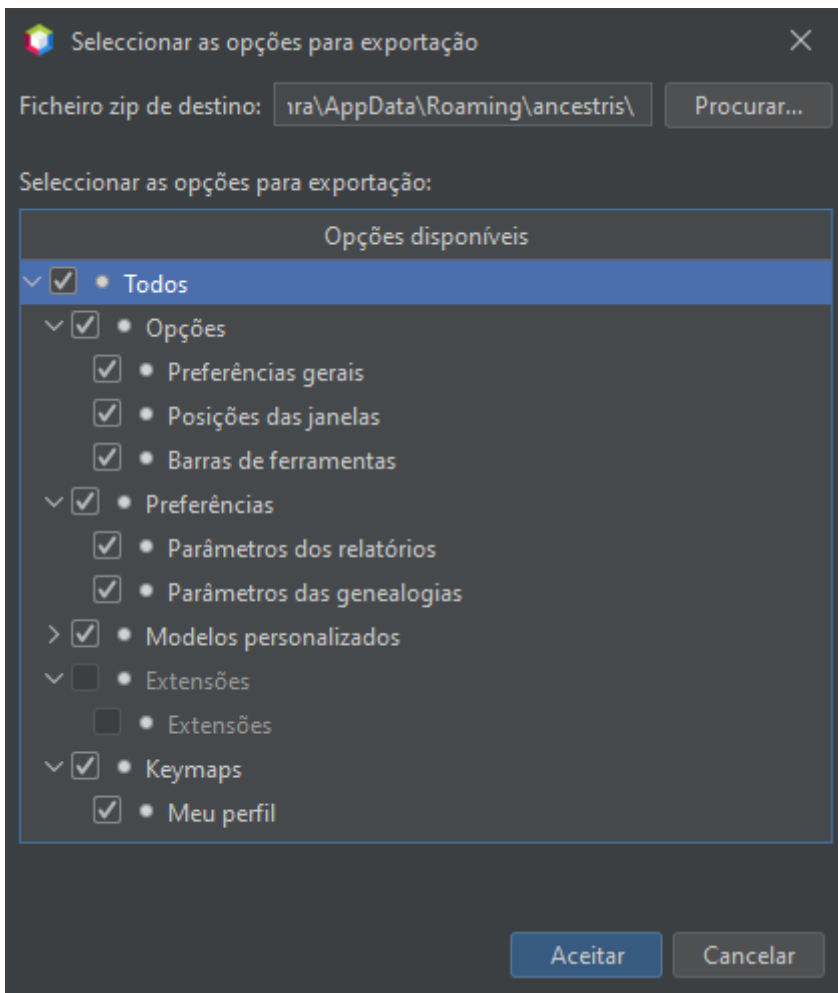 Seleccionar as opções para exportação
Ficheiro zip de destino: ıra\AppData\Roaming\ancestris\ Procurar...
Seleccionar as opções para exportação:
Opções disponíveis
Todos
Opções
Preferências gerais
Posições das janelas
Barras de ferramentas
Preferências
Parâmetros dos relatórios
Parâmetros das genealogias
Modelos personalizados
Extensões
Extensões
Keymaps
Meu perfil
Aceitar Cancelar